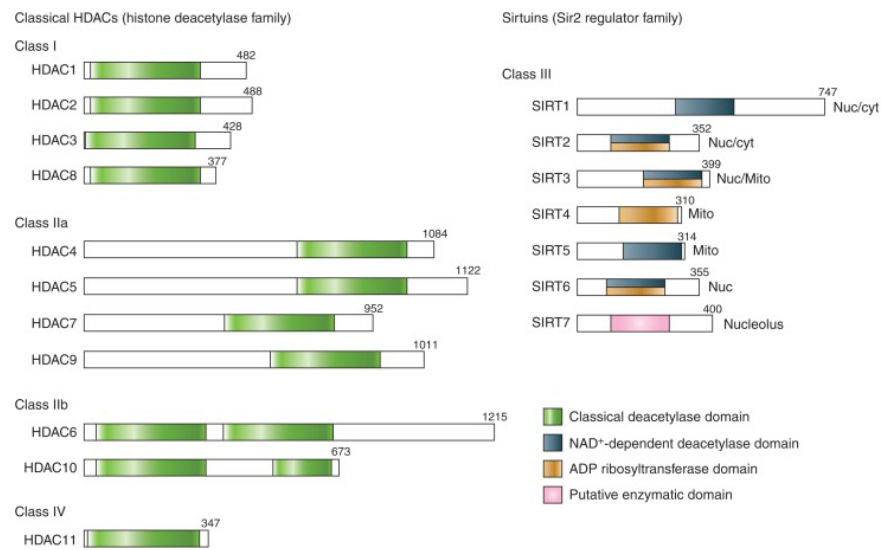 Classical HDACs (histone deacetylase family)
Class I
HDAC1
482
HDAC2
488
HDAC3
428
HDAC8
377
Class IIa
HDAC4
1084
HDAC5
1122
HDAC7
952
HDAC9
1011
Class IIb
HDAC6
1215
HDAC10
673
Class IV
HDAC11
347
Sirtuins (Sir2 regulator family)
Class III
SIRT1
747
Nuc/cyt
SIRT2
352
Nuc/cyt
SIRT3
399
Nuc/Mito
SIRT4
310
Mito
SIRT5
314
Mito
SIRT6
355
Nuc
SIRT7
400
Nucleolus
Classical deacetylase domain
NAD⁺-dependent deacetylase domain
ADP ribosyltransferase domain
Putative enzymatic domain